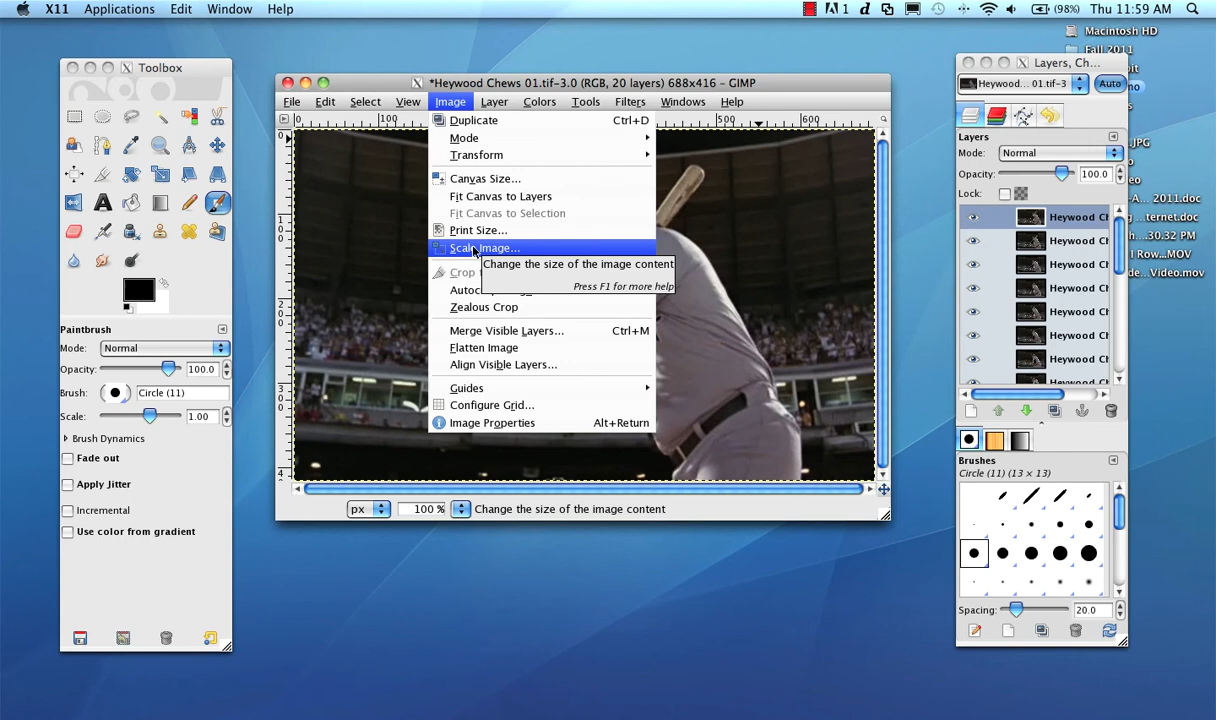 X11 Applications Edit Window Help
1 (98%) Thu 11:59 AM
Macintosh HD
Fall 2011
.JPG
2011.doc
ternet.doc
.30.32 PM
I Row...MOV
Video.mov
Toolbox
Paintbrush
Mode: Normal
Opacity: 100.0
Brush: Circle (11)
Scale: 1.00
Brush Dynamics
Fade out
Apply Jitter
Incremental
Use color from gradient
*Heywood Chews 01.tif-3.0 (RGB, 20 layers) 688x416 – GIMP
File Edit Select View Image Layer Colors Tools Filters Windows Help
0 100 500 600
Duplicate Ctrl+D
Mode
Transform
Canvas Size...
Fit Canvas to Layers
Fit Canvas to Selection
Print Size...
Scale Image...
Change the size of the image content
Press F1 for more help
Crop
Zealous Crop
Merge Visible Layers... Ctrl+M
Flatten Image
Align Visible Layers...
Guides
Configure Grid...
Image Properties Alt+Return
px 100 % Change the size of the image content
Layers, Ch...
Heywood... 01.tif-3 Auto
Layers
Mode: Normal
Opacity: 100.0
Lock:
Heywood Ch
Heywood Ch
Heywood Ch
Heywood Ch
Heywood Ch
Heywood Ch
Heywood Ch
Brushes
Circle (11) (13 × 13)
Spacing: 20.0